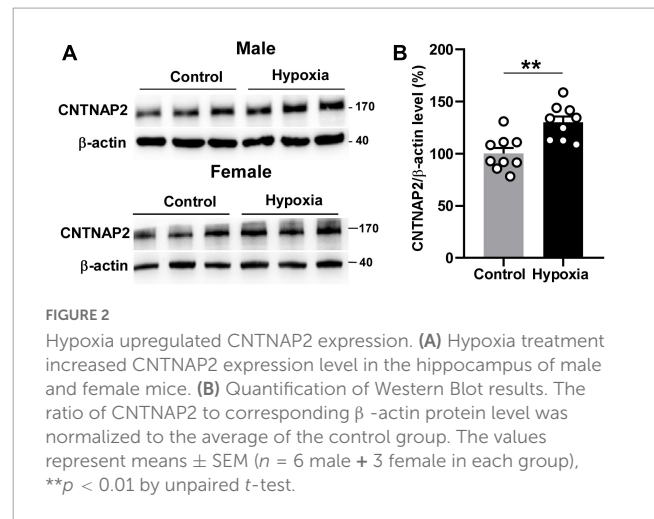 A
Male
Control Hypoxia
CNTNAP2
- 170
β-actin
- 40
Female
Control Hypoxia
CNTNAP2
—170
β-actin
— 40
B
CNTNAP2/β-actin level (%)
200
150
100
50
0
**
Control Hypoxia
FIGURE 2
Hypoxia upregulated CNTNAP2 expression. (A) Hypoxia treatment
increased CNTNAP2 expression level in the hippocampus of male
and female mice. (B) Quantification of Western Blot results. The
ratio of CNTNAP2 to corresponding β -actin protein level was
normalized to the average of the control group. The values
represent means ± SEM (n = 6 male + 3 female in each group),
**p < 0.01 by unpaired t-test.